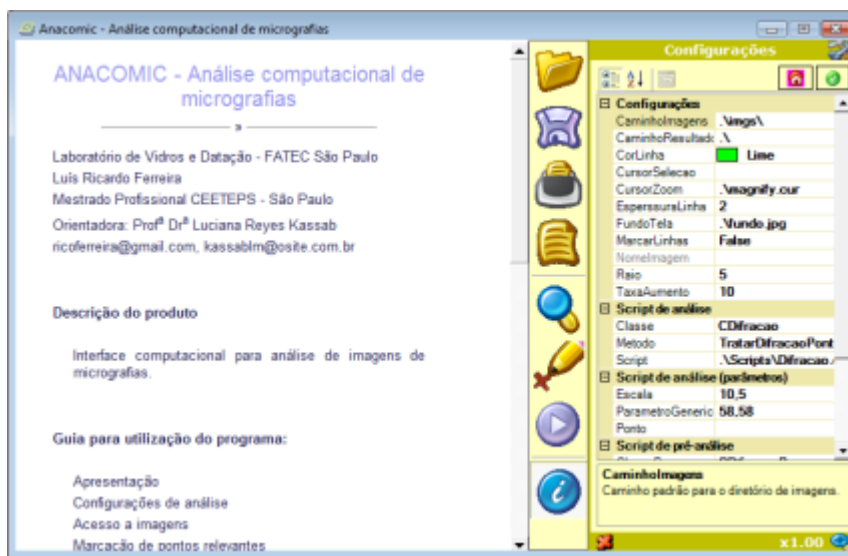 Anacomic - Análise computacional de micrografias
ANACOMIC - Análise computacional de
micrografias
Laboratório de Vidros e Datação - FATEC São Paulo
Luis Ricardo Ferreira
Mestrado Profissional CEETEPS - São Paulo
Orientadora: Profª Drª Luciana Reyes Kassab
ricoferreira@gmail.com, kassablm@osite.com.br
Descrição do produto
Interface computacional para análise de imagens de
micrografias.
Guia para utilização do programa:
Apresentação
Configurações de análise
Acesso a imagens
Marcação de pontos relevantes
Configurações
Configurações
CaminhoImagens .\imgs\
CaminhoResultado .\
CorLinha Lime
CursorSelecao
CursorZoom .\magnify.cur
EsperssuraLinha 2
FundoTela .\fundo.jpg
MarcarLinhas False
NomeImagem
Raio 5
TaxaAumento 10
Script de análise
Classe CDifracao
Metodo TratarDifracaoPont
Script .\Scripts\Difracao.
Script de análise (parâmetros)
Escala 10,5
ParametroGeneric 58,58
Ponto
Script de pré-análise
CaminhoImagens
Caminho padrão para o diretório de imagens.
x1.00